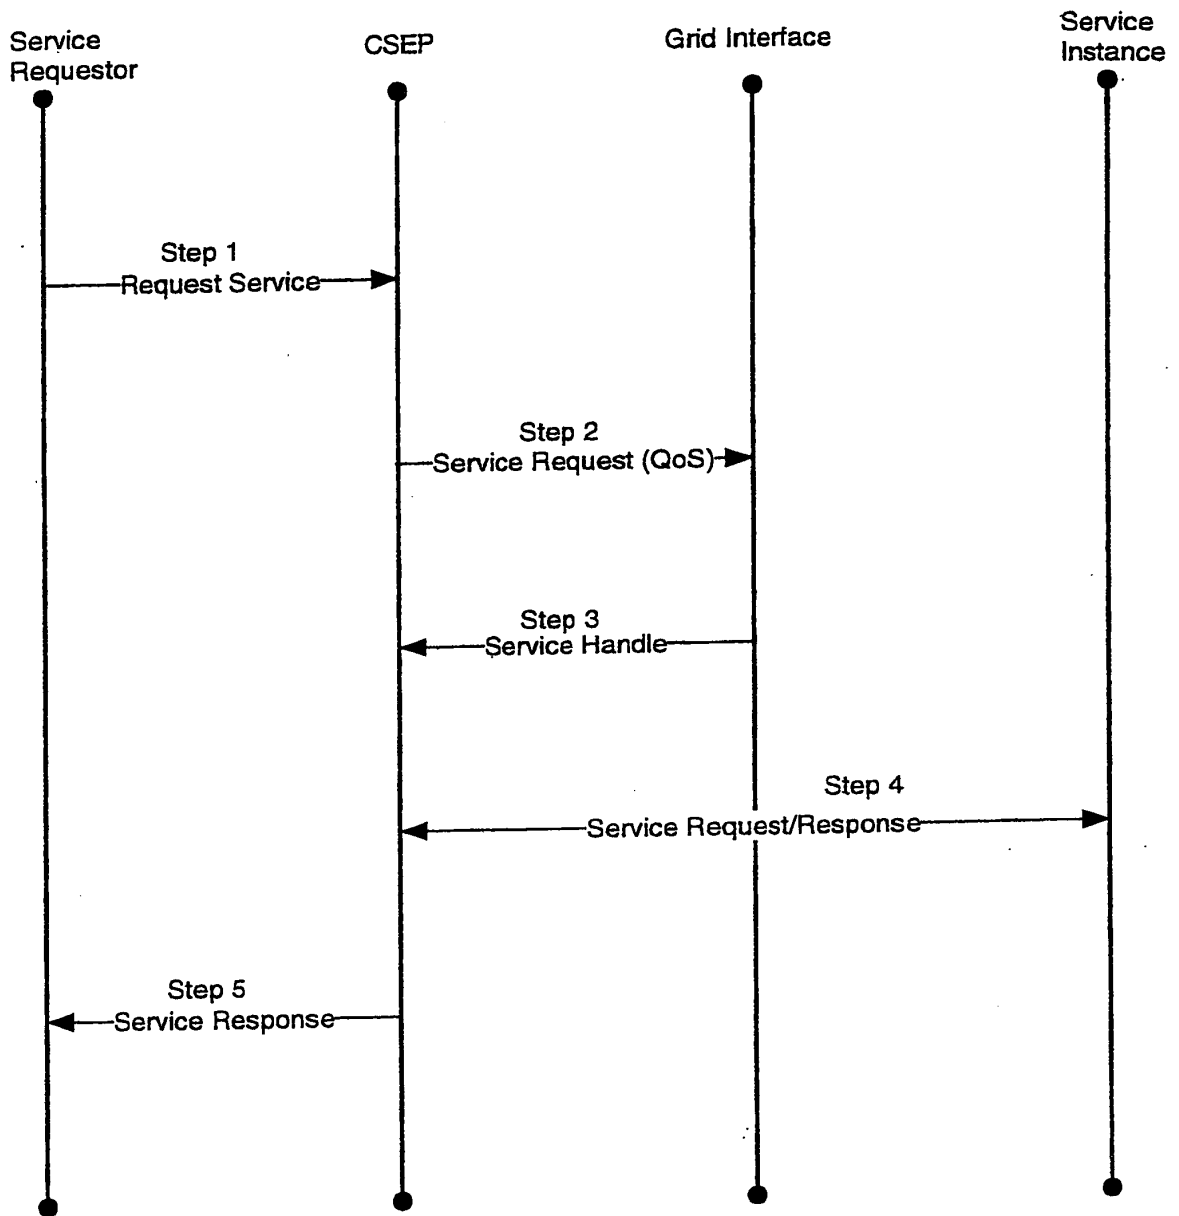 Service
Requestor
CSEP
Grid Interface
Service
Instance
Step 1
Request Service
Step 2
Service Request (QoS)
Step 3
Service Handle
Step 4
Service Request/Response
Step 5
Service Response